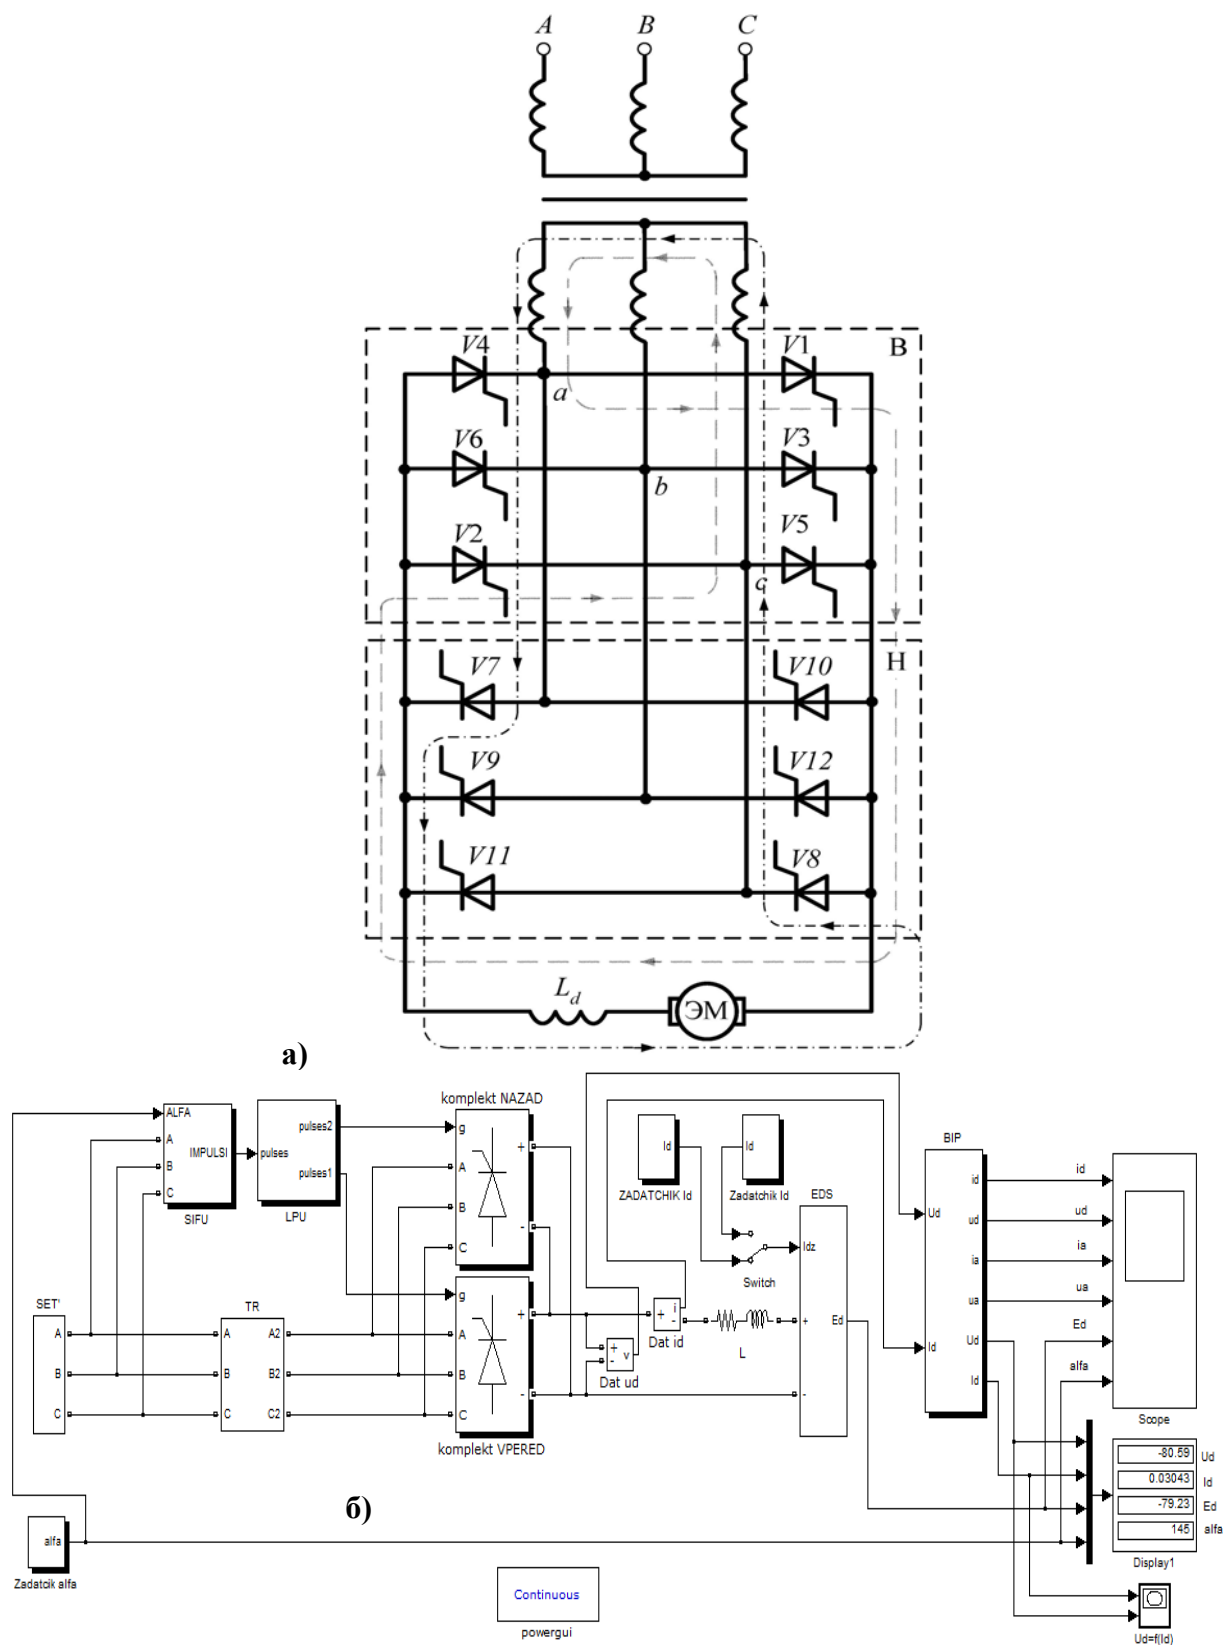 A B C
V4 V1 B
a
V6 V3
b
V2 V5
c
V7 V10 H
V9 V12
V11 V8
L_d ЭМ
а)
komplekt NAZAD
ALFA
A
B
C
IMPULSI
SIFU
pulses
pulses2
pulses1
LPU
g
A
B
C
+
-
Id
ZADATCHIK Id
Id
Zadatchik Id
Switch
EDS
Idz
+
-
Ed
BIP
Ud
Id
id
ud
ia
ua
Ud
Id
id
ud
ia
ua
Ed
alfa
Scope
SET'
A
B
C
TR
A
B
C
A2
B2
C2
g
A
B
C
+
-
komplekt VPERED
+
i
-
Dat id
+
-
v
Dat ud
L
-80.59 Ud
0.03043 Id
-79.23 Ed
145 alfa
Display1
б)
alfa
Zadatcik alfa
Continuous
powergui
Ud=f(Id)